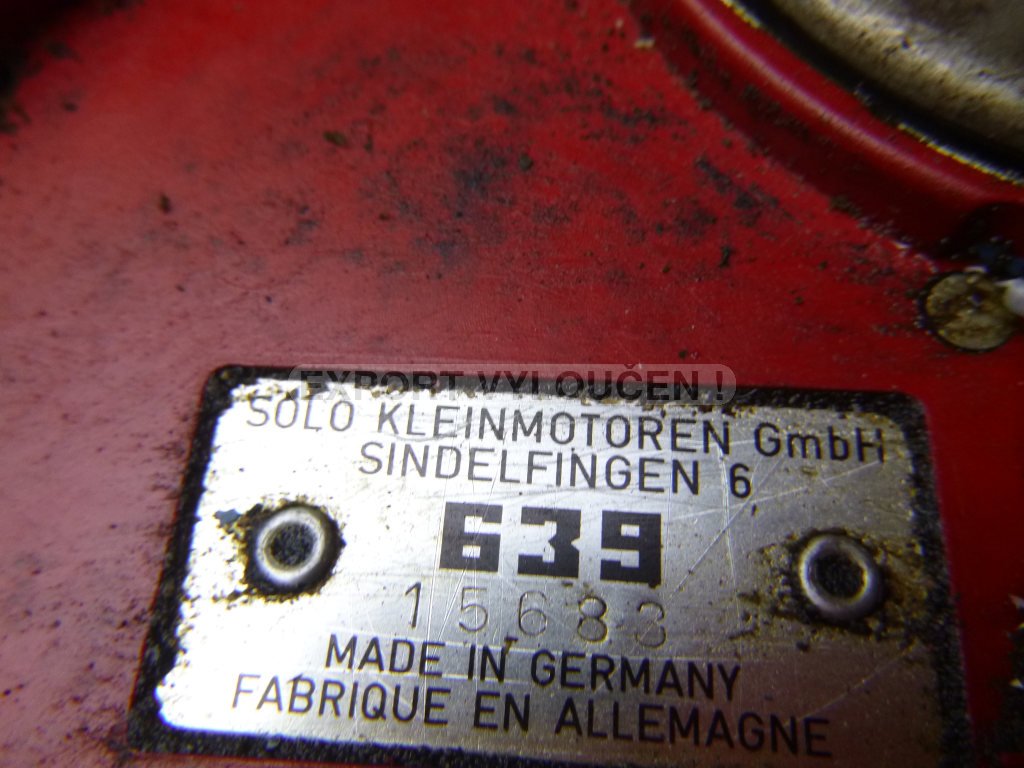 EXPORT VYLOUČEN !
SOLO KLEINMOTOREN GmbH
SINDELFINGEN 6
639
15683
MADE IN GERMANY
FABRIQUE EN ALLEMAGNE